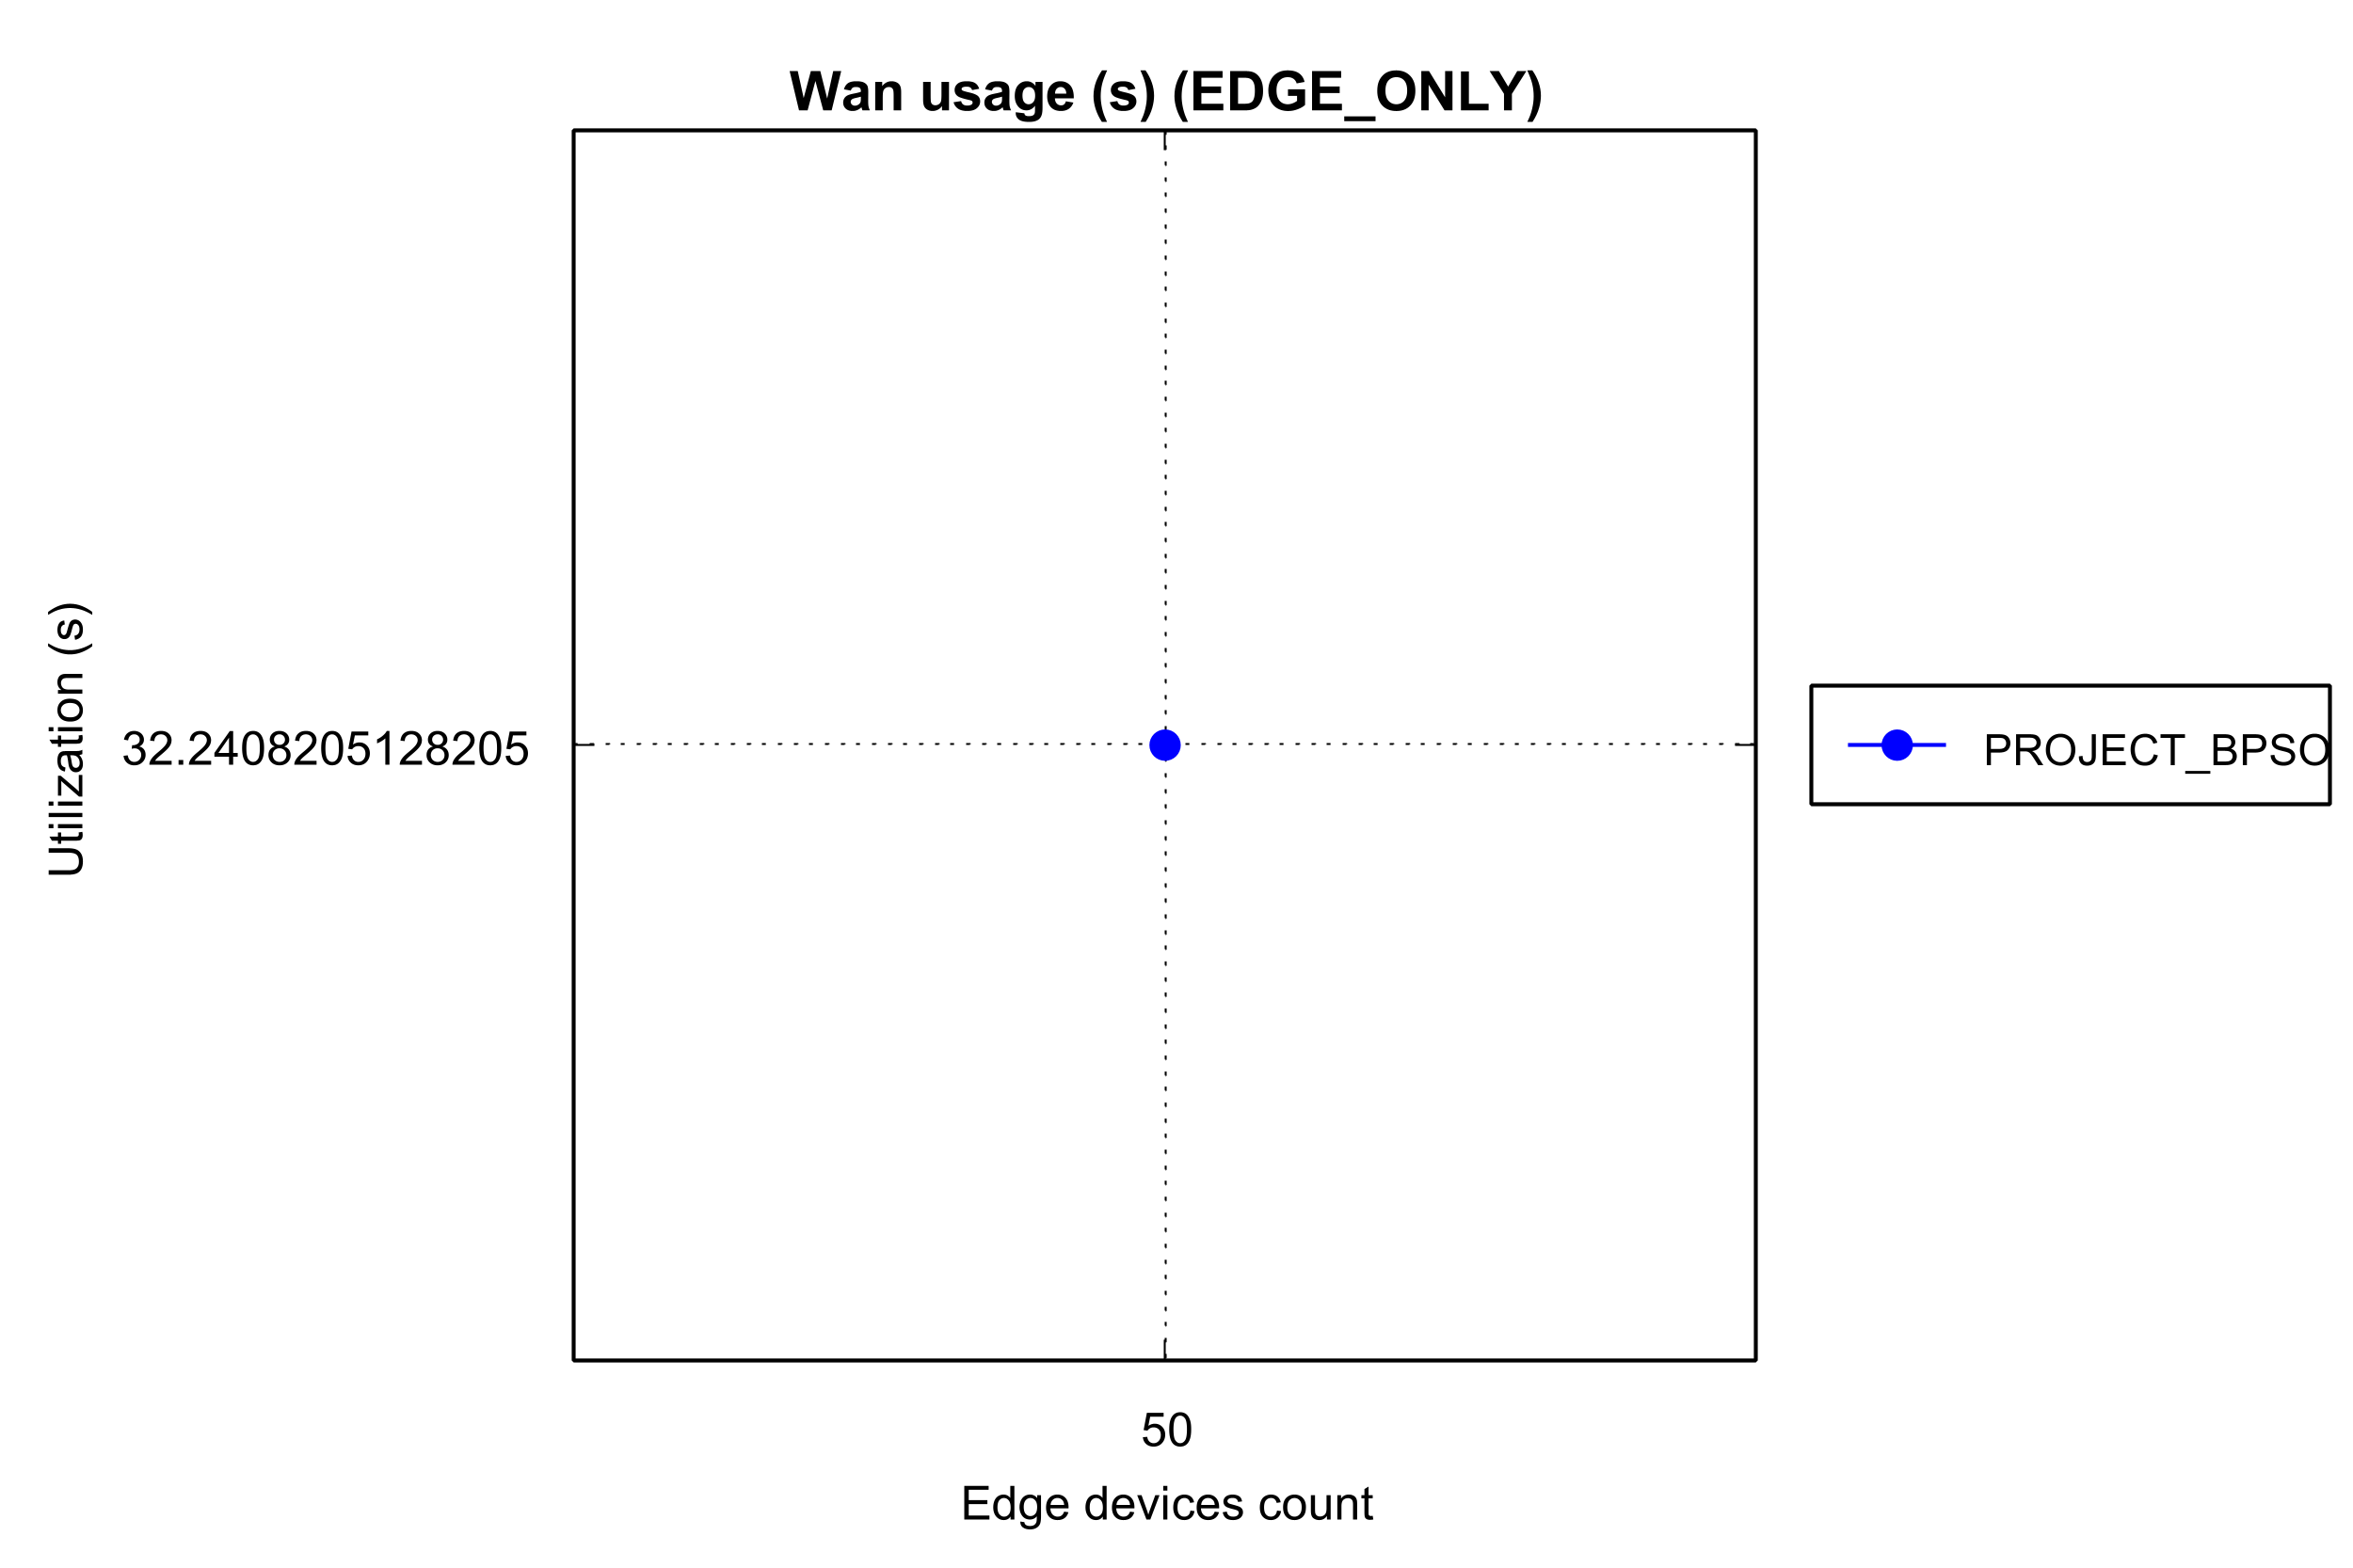 Wan usage (s) (EDGE_ONLY)
Utilization (s)
32.2408205128205
PROJECT_BPSO
50
Edge devices count